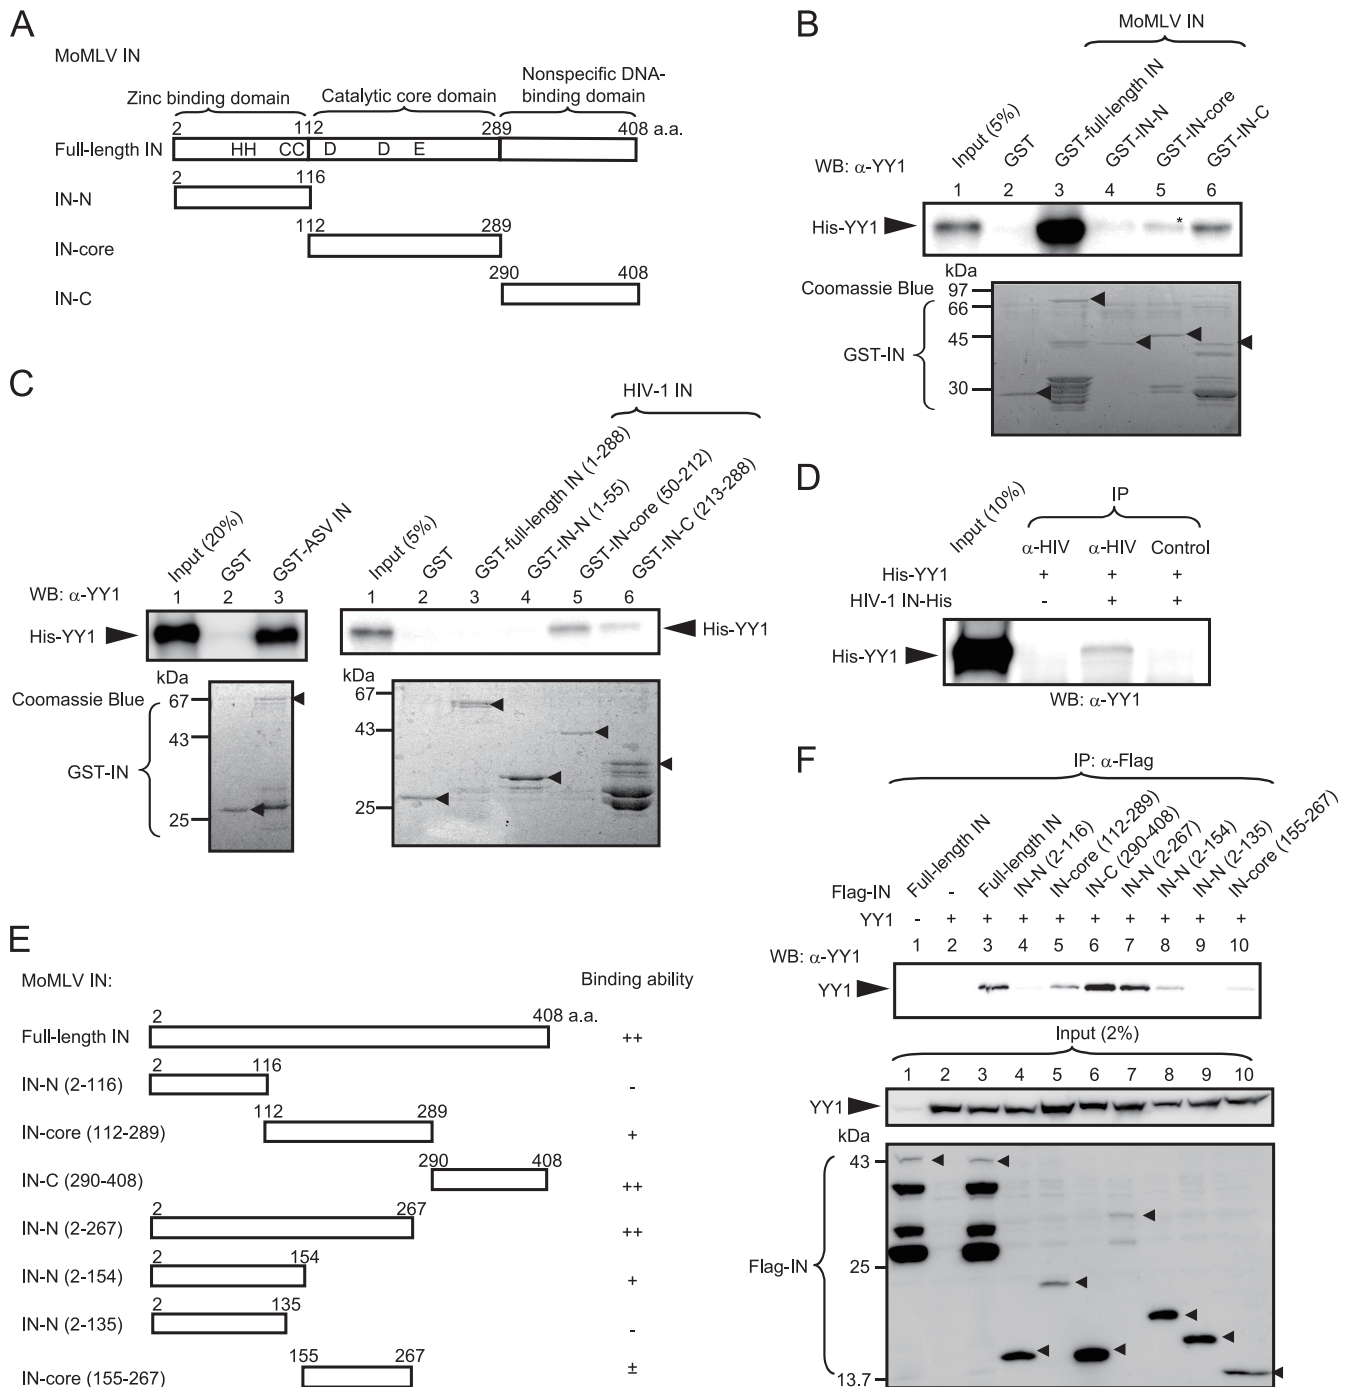 A
MoMLV IN
Zinc binding domain
Catalytic core domain
Nonspecific DNA-
binding domain
2 112 289 408 a.a.
Full-length IN
HH CC D D E
2 116
IN-N
112 289
IN-core
290 408
IN-C
B
MoMLV IN
Input (5%)
GST
GST-full-length IN
GST-IN-N
GST-IN-core
GST-IN-C
WB: α-YY1
1 2 3 4 5 6
His-YY1
*
kDa
Coomassie Blue
97
66
45
30
GST-IN
C
HIV-1 IN
Input (20%)
GST
GST-ASV IN
WB: α-YY1
1 2 3
His-YY1
kDa
Coomassie Blue
67
43
25
GST-IN
Input (5%)
GST
GST-full-length IN (1-288)
GST-IN-N (1-55)
GST-IN-core (50-212)
GST-IN-C (213-288)
1 2 3 4 5 6
His-YY1
kDa
67
43
25
D
Input (10%)
IP
α-HIV α-HIV Control
His-YY1 + + +
HIV-1 IN-His - + +
His-YY1
WB: α-YY1
E
MoMLV IN:
Binding ability
2 408 a.a.
Full-length IN ++
2 116
IN-N (2-116) -
112 289
IN-core (112-289) +
290 408
IN-C (290-408) ++
2 267
IN-N (2-267) ++
2 154
IN-N (2-154) +
2 135
IN-N (2-135) -
155 267
IN-core (155-267) ±
F
IP: α-Flag
Flag-IN
Full-length IN
-
Full-length IN
IN-N (2-116)
IN-core (112-289)
IN-C (290-408)
IN-N (2-267)
IN-N (2-154)
IN-N (2-135)
IN-core (155-267)
YY1 - + + + + + + + + +
1 2 3 4 5 6 7 8 9 10
WB: α-YY1
YY1
Input (2%)
1 2 3 4 5 6 7 8 9 10
YY1
kDa
43
25
13.7
Flag-IN